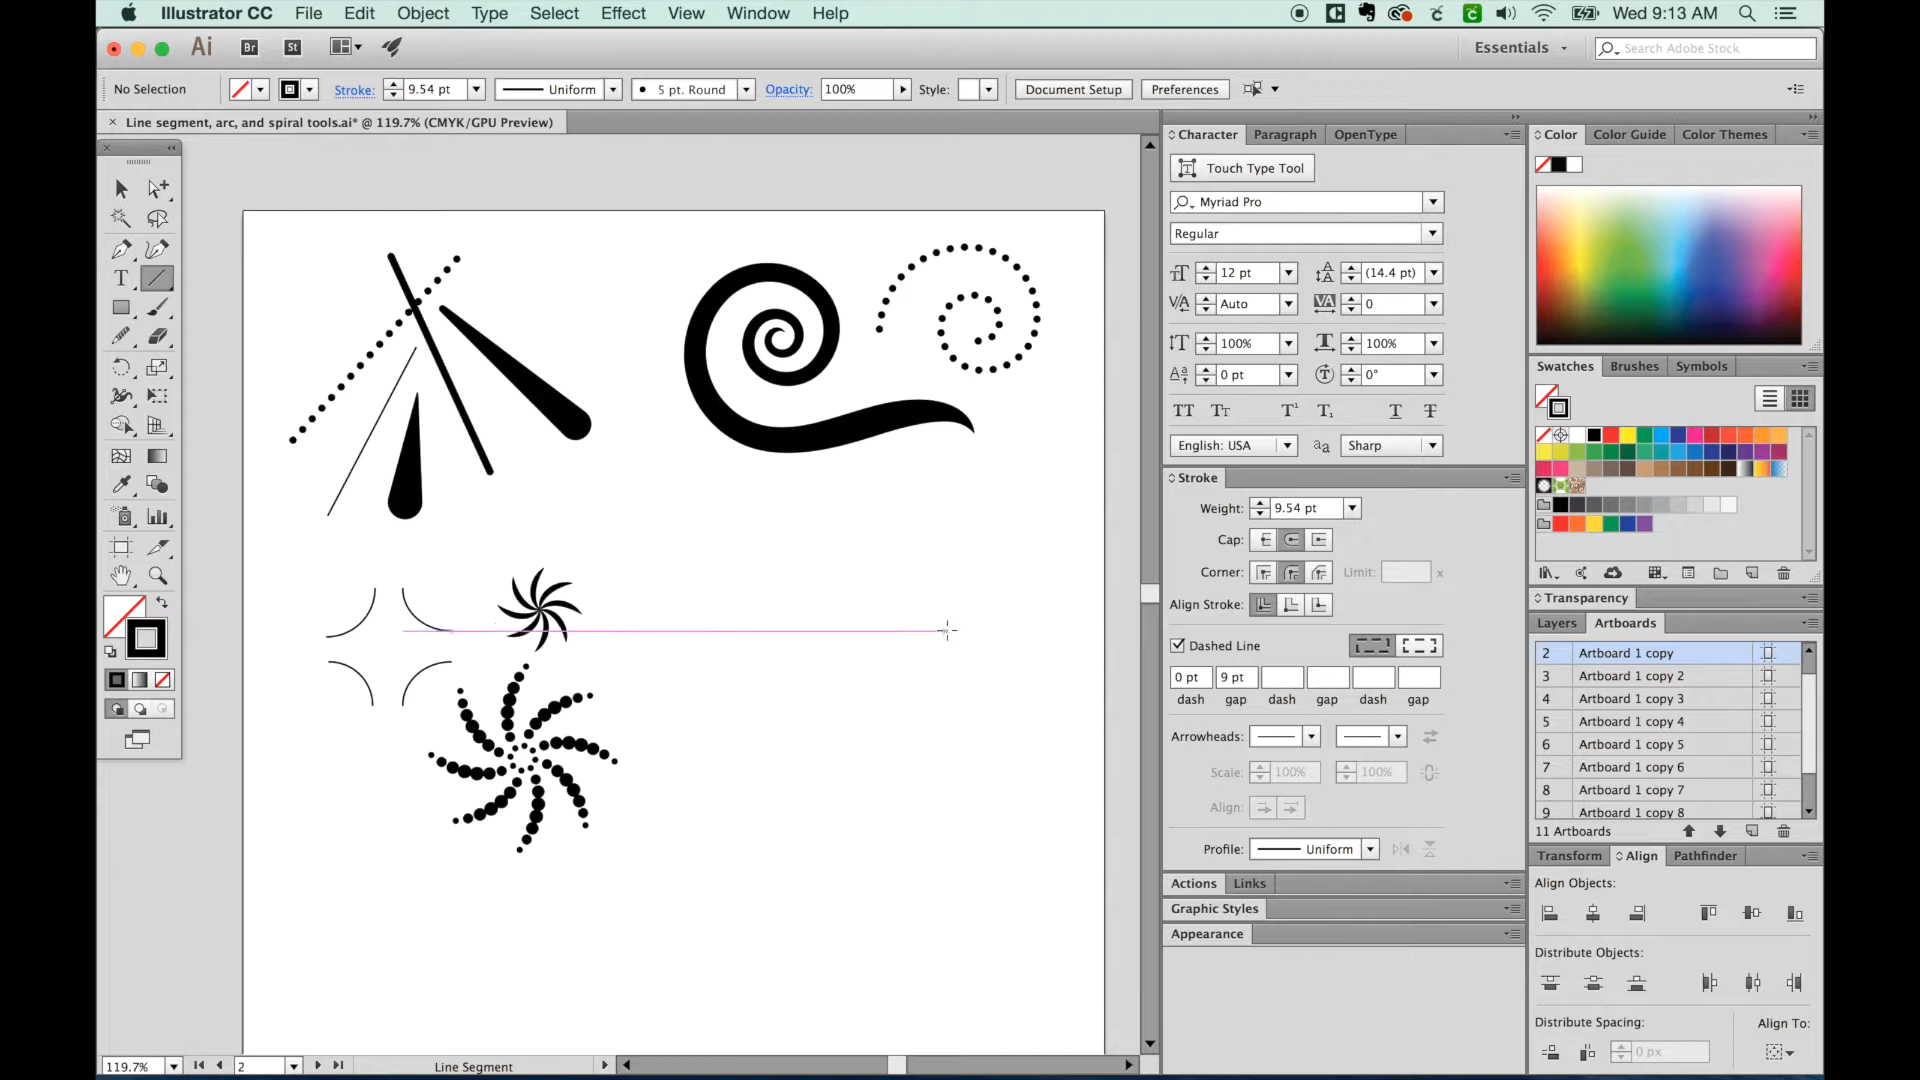 Illustrator CC File Edit Object Type Select Effect View Window Help Wed 9:13 AM
Ai Br St Essentials Search Adobe Stock
No Selection Stroke: 9.54 pt Uniform 5 pt. Round Opacity: 100% Style: Document Setup Preferences
× Line segment, arc, and spiral tools.ai* @ 119.7% (CMYK/GPU Preview)
Character Paragraph OpenType
Touch Type Tool
Myriad Pro
Regular
12 pt (14.4 pt)
Auto 0
100% 100%
0 pt 0°
English: USA Sharp
Stroke
Weight: 9.54 pt
Cap:
Corner: Limit: x
Align Stroke:
Dashed Line
0 pt 9 pt
dash gap dash gap dash gap
Arrowheads:
Scale: 100% 100%
Align:
Profile: Uniform
Actions Links
Graphic Styles
Appearance
Color Color Guide Color Themes
Swatches Brushes Symbols
Transparency
Layers Artboards
2 Artboard 1 copy
3 Artboard 1 copy 2
4 Artboard 1 copy 3
5 Artboard 1 copy 4
6 Artboard 1 copy 5
7 Artboard 1 copy 6
8 Artboard 1 copy 7
9 Artboard 1 copy 8
11 Artboards
Transform Align Pathfinder
Align Objects:
Distribute Objects:
Distribute Spacing: Align To:
0 px
119.7% 2 Line Segment